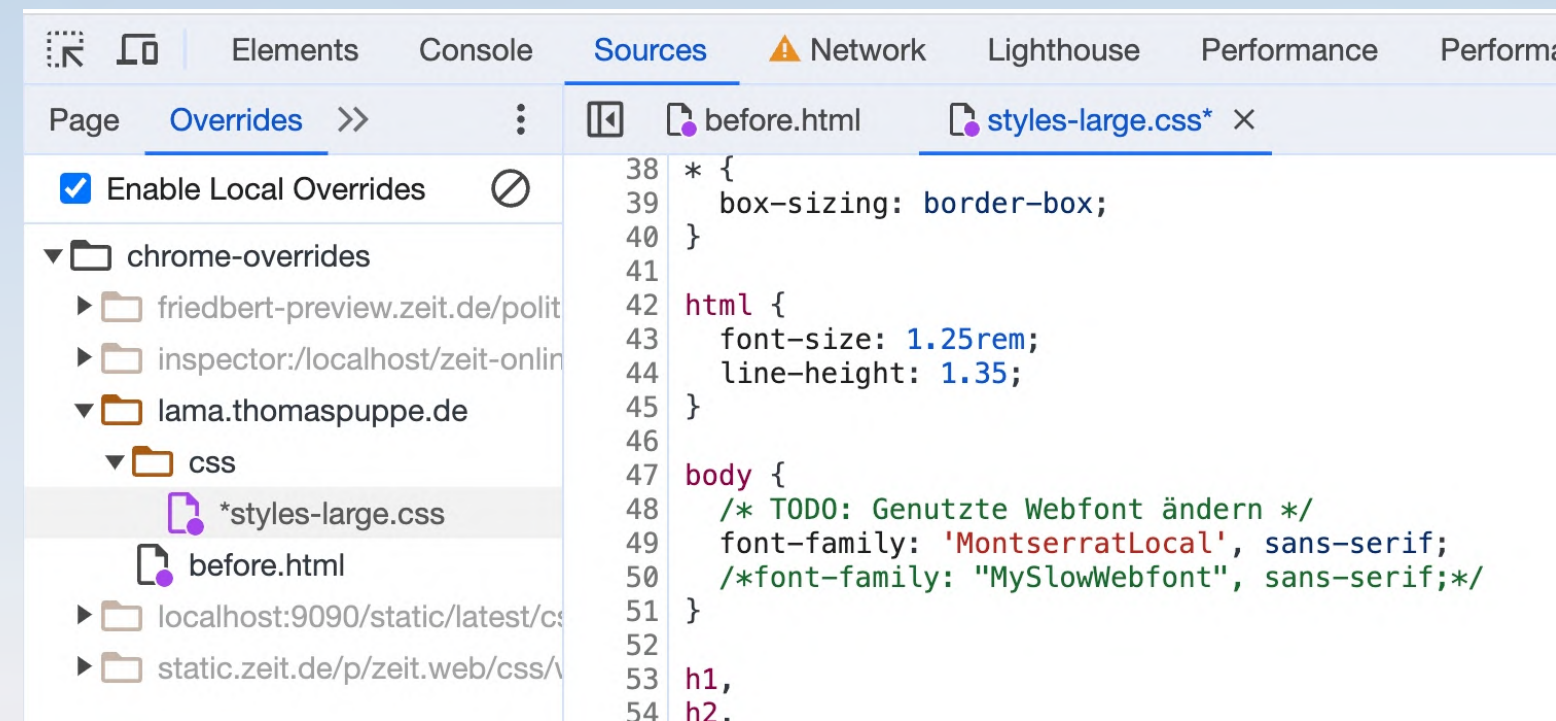 Elements Console Sources Network Lighthouse Performance Performa
Page Overrides >> before.html styles-large.css* ×
Enable Local Overrides
chrome-overrides
friedbert-preview.zeit.de/polit
inspector:/localhost/zeit-onlin
lama.thomaspuppe.de
css
*styles-large.css
before.html
localhost:9090/static/latest/cs
static.zeit.de/p/zeit.web/css/v
38 * {
39 box-sizing: border-box;
40 }
41
42 html {
43 font-size: 1.25rem;
44 line-height: 1.35;
45 }
46
47 body {
48 /* TODO: Genutzte Webfont ändern */
49 font-family: 'MontserratLocal', sans-serif;
50 /*font-family: "MySlowWebfont", sans-serif;*/
51 }
52
53 h1,
54 h2,